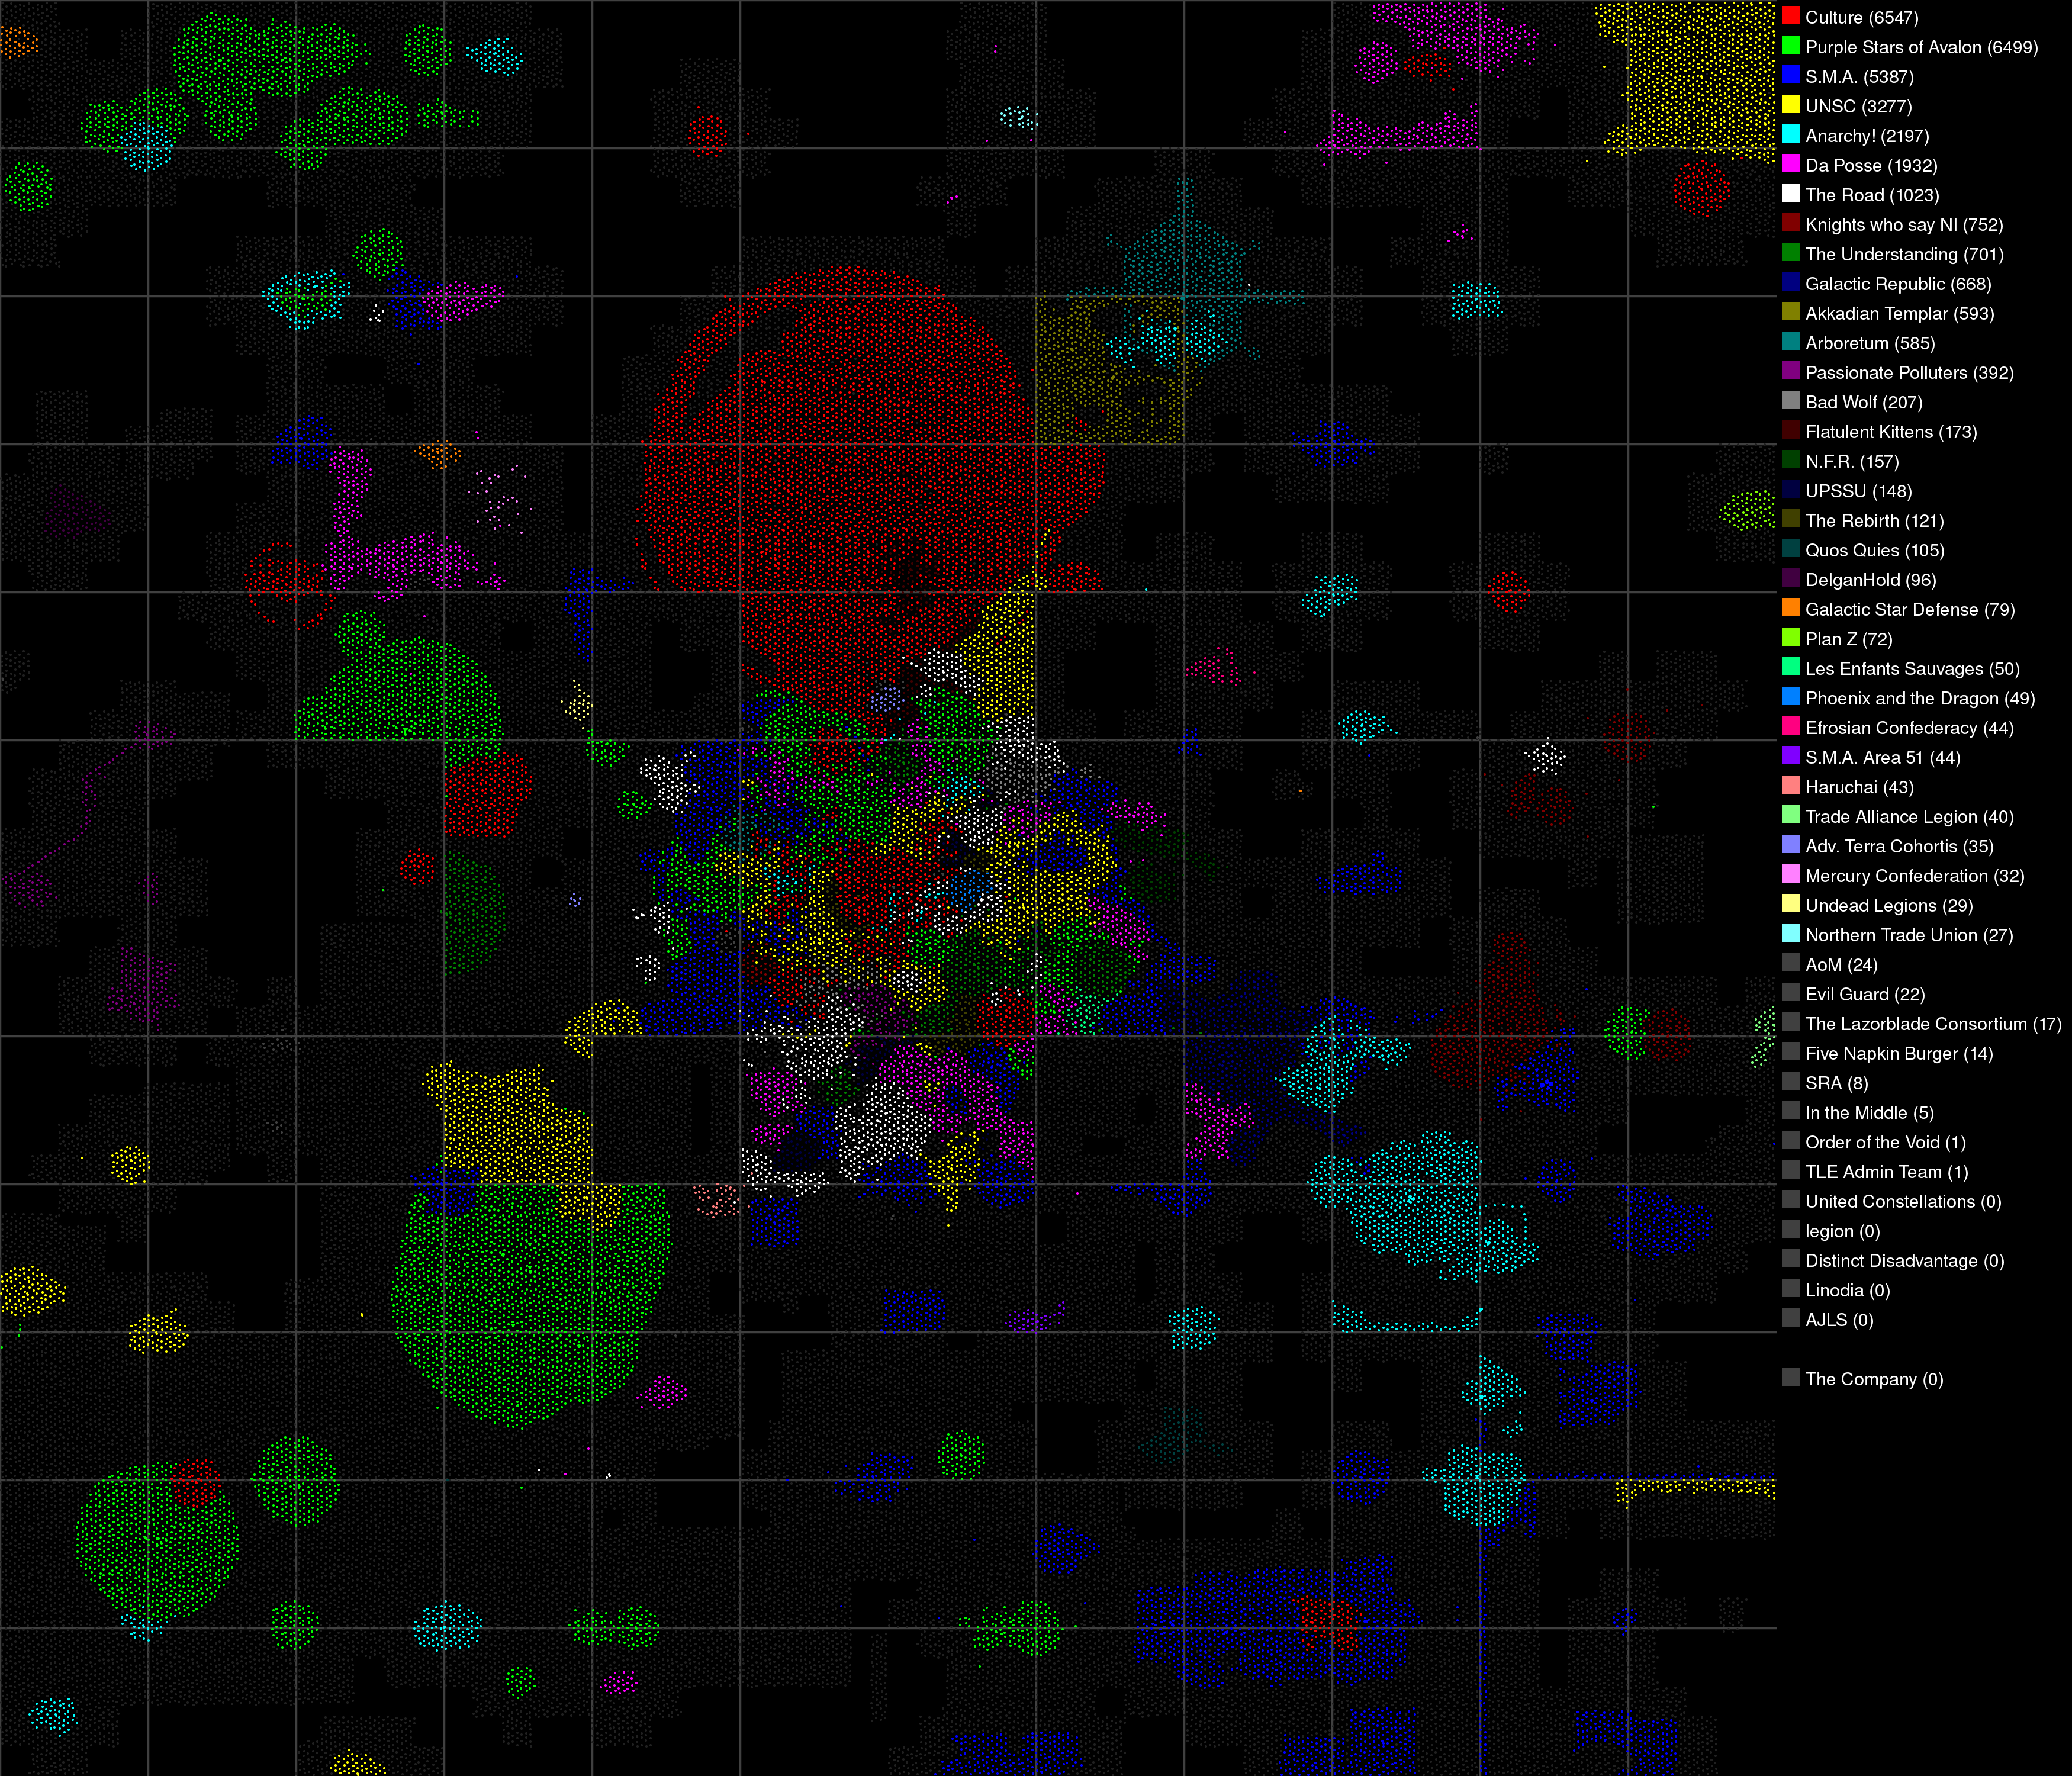 Culture (6547)
Purple Stars of Avalon (6499)
S.M.A. (5387)
UNSC (3277)
Anarchy! (2197)
Da Posse (1932)
The Road (1023)
Knights who say NI (752)
The Understanding (701)
Galactic Republic (668)
Akkadian Templar (593)
Arboretum (585)
Passionate Polluters (392)
Bad Wolf (207)
Flatulent Kittens (173)
N.F.R. (157)
UPSSU (148)
The Rebirth (121)
Quos Quies (105)
DelganHold (96)
Galactic Star Defense (79)
Plan Z (72)
Les Enfants Sauvages (50)
Phoenix and the Dragon (49)
Efrosian Confederacy (44)
S.M.A. Area 51 (44)
Haruchai (43)
Trade Alliance Legion (40)
Adv. Terra Cohortis (35)
Mercury Confederation (32)
Undead Legions (29)
Northern Trade Union (27)
AoM (24)
Evil Guard (22)
The Lazorblade Consortium (17)
Five Napkin Burger (14)
SRA (8)
In the Middle (5)
Order of the Void (1)
TLE Admin Team (1)
United Constellations (0)
legion (0)
Distinct Disadvantage (0)
Linodia (0)
AJLS (0)
The Company (0)